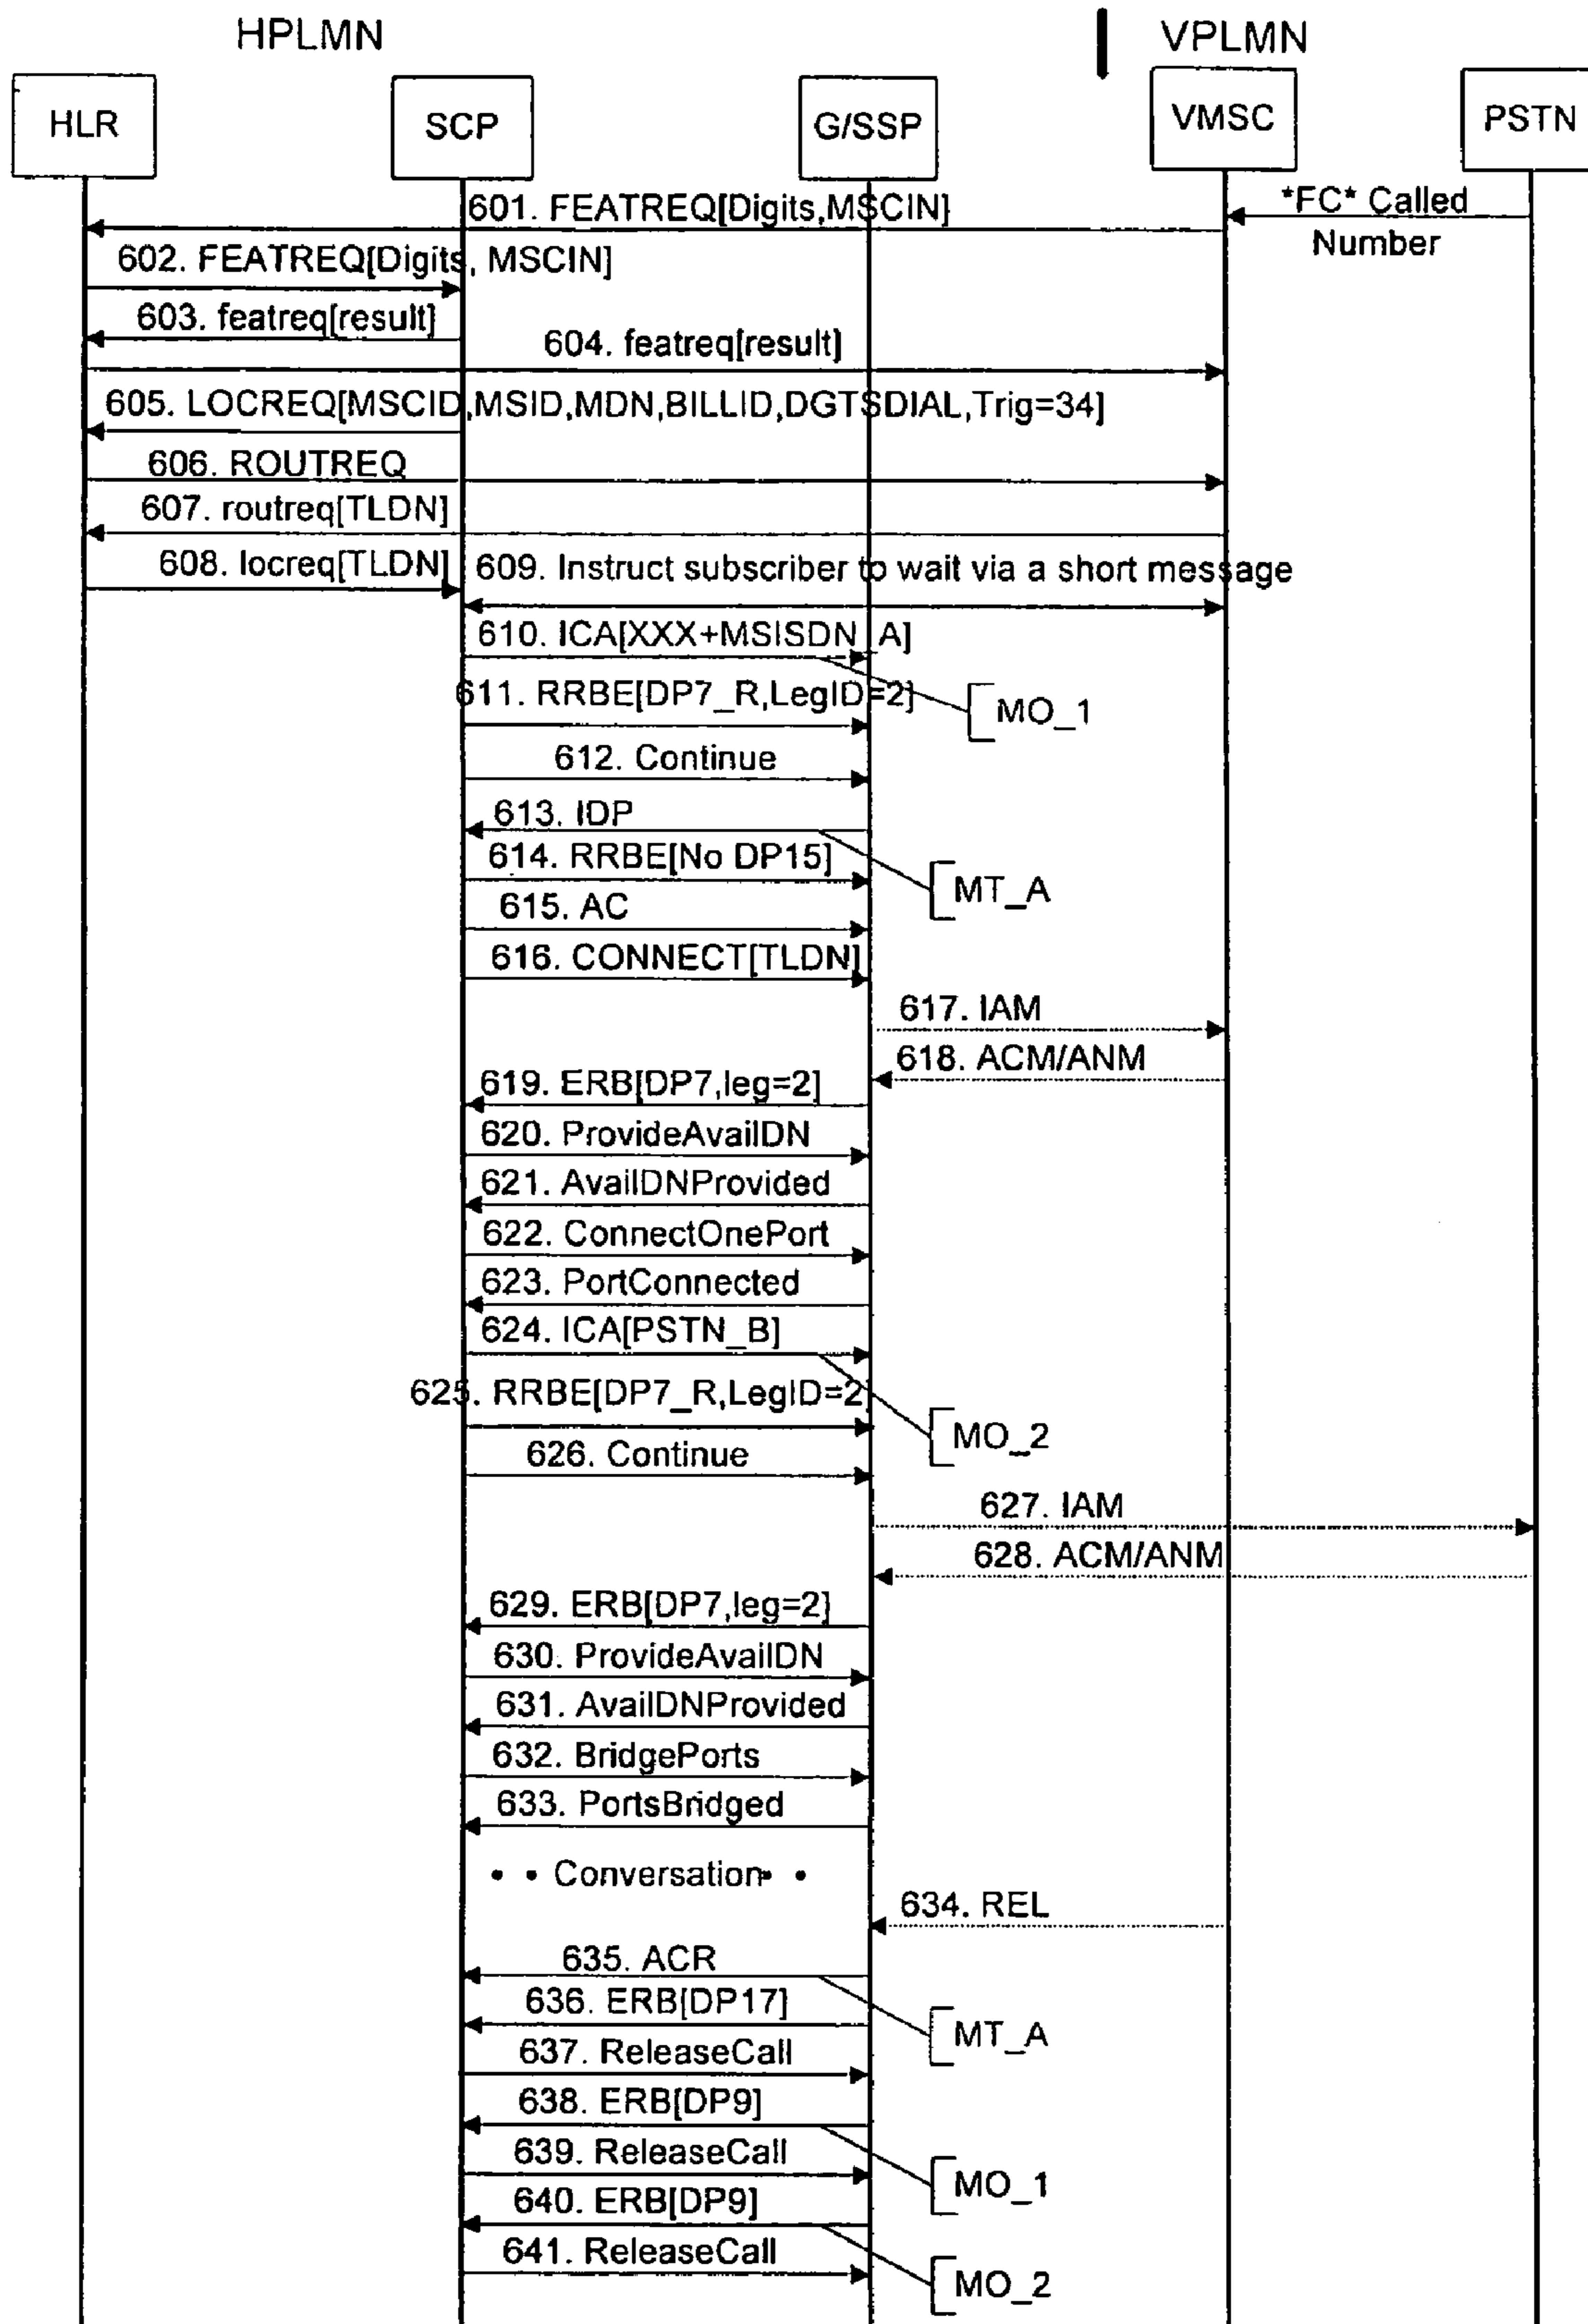 HPLMN
VPLMN
HLR
SCP
G/SSP
VMSC
PSTN
601. FEATREQ[Digits,MSCIN]
*FC* Called
Number
602. FEATREQ[Digits, MSCIN]
603. featreq[result]
604. featreq[result]
605. LOCREQ[MSCID,MSID,MDN,BILLID,DGTSDIAL,Trig=34]
606. ROUTREQ
607. routreq[TLDN]
608. locreq[TLDN]
609. Instruct subscriber to wait via a short message
610. ICA[XXX+MSISDN_A]
611. RRBE[DP7_R,LegID=2]
MO_1
612. Continue
613. IDP
614. RRBE[No DP15]
MT_A
615. AC
616. CONNECT[TLDN]
617. IAM
618. ACM/ANM
619. ERB[DP7,leg=2]
620. ProvideAvailDN
621. AvailDNProvided
622. ConnectOnePort
623. PortConnected
624. ICA[PSTN_B]
625. RRBE[DP7_R,LegID=2]
MO_2
626. Continue
627. IAM
628. ACM/ANM
629. ERB[DP7,leg=2]
630. ProvideAvailDN
631. AvailDNProvided
632. BridgePorts
633. PortsBridged
• • Conversation • •
634. REL
635. ACR
636. ERB[DP17]
MT_A
637. ReleaseCall
638. ERB[DP9]
639. ReleaseCall
MO_1
640. ERB[DP9]
641. ReleaseCall
MO_2